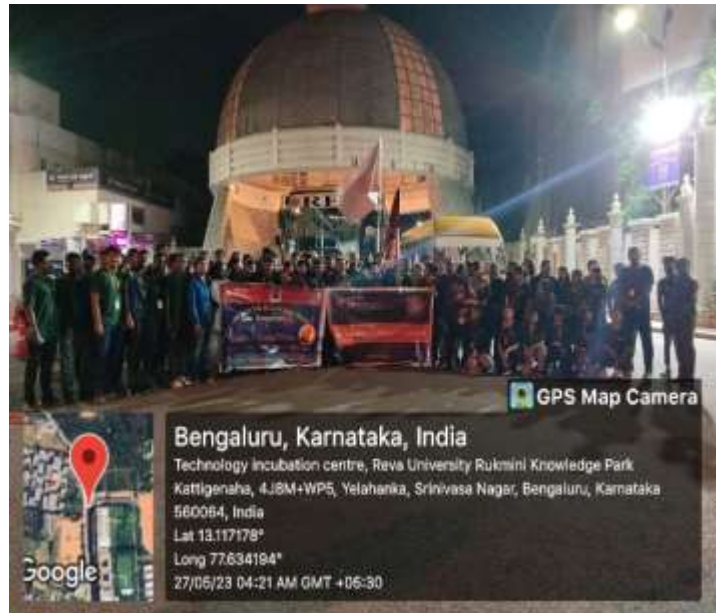 GPS Map Camera
Bengaluru, Karnataka, India
Technology incubation centre, Reva University Rukmini Knowledge Park
Kattigenaha, 4J8M+WP5, Yelahanka, Srinivasa Nagar, Bengaluru, Karnataka
560064, India
Lat 13.117178°
Long 77.634194°
27/05/23 04:21 AM GMT +05:30
Google